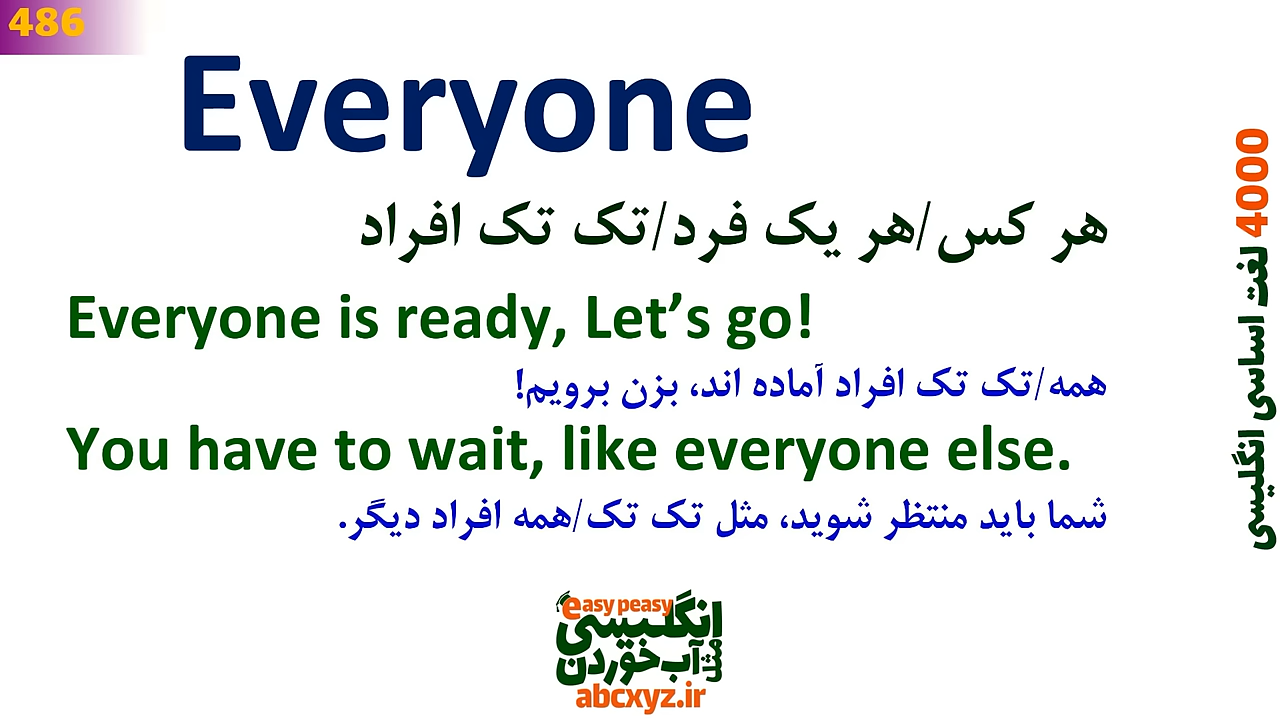 486
Everyone
هر کس/هر یک فرد/تک تک افراد
Everyone is ready, Let’s go!
همه/تک تک افراد آماده اند، بزن برویم!
You have to wait, like everyone else.
شما باید منتظر شوید، مثل تک تک/همه افراد دیگر.
4000 لغت اساسی انگلیسی
easy peasy
انگلیسی
مثل آب خوردن
abcxyz.ir